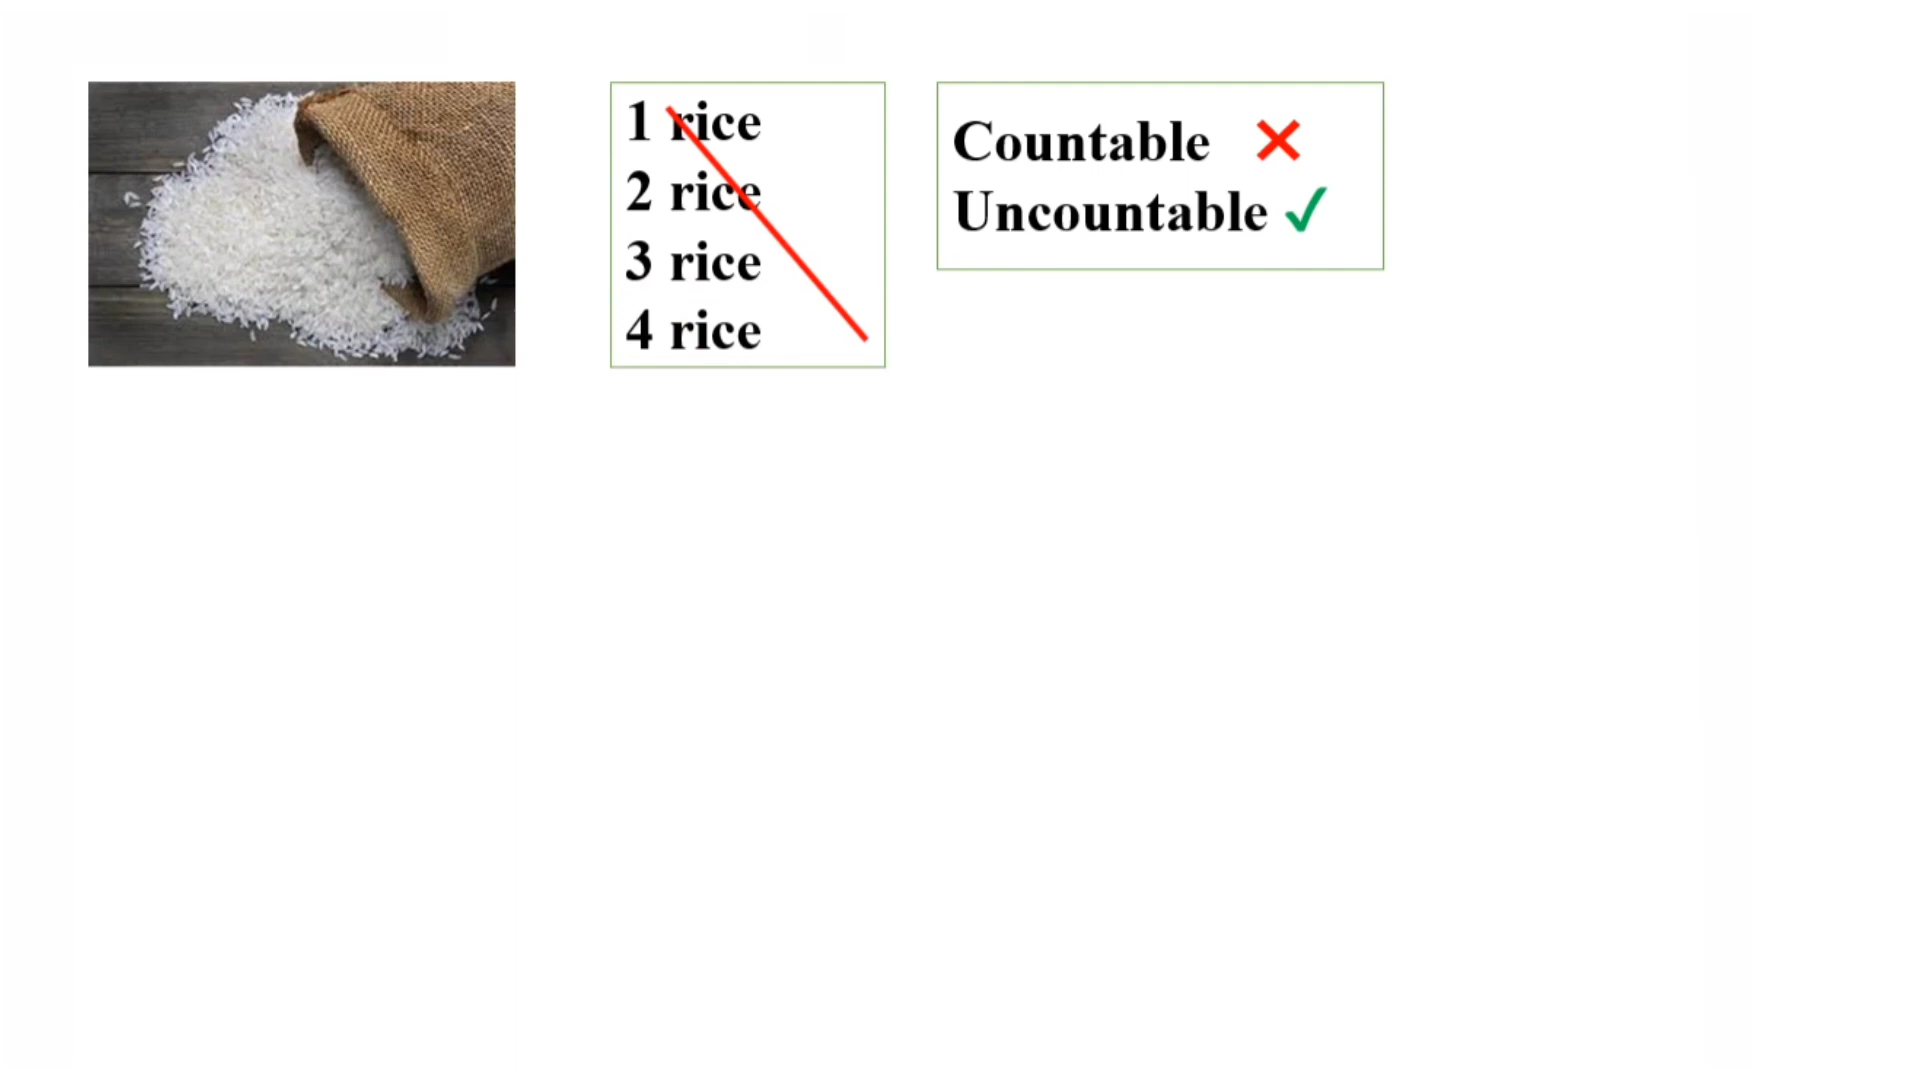 1 rice
2 rice
3 rice
4 rice
Countable ❌
Uncountable ✓